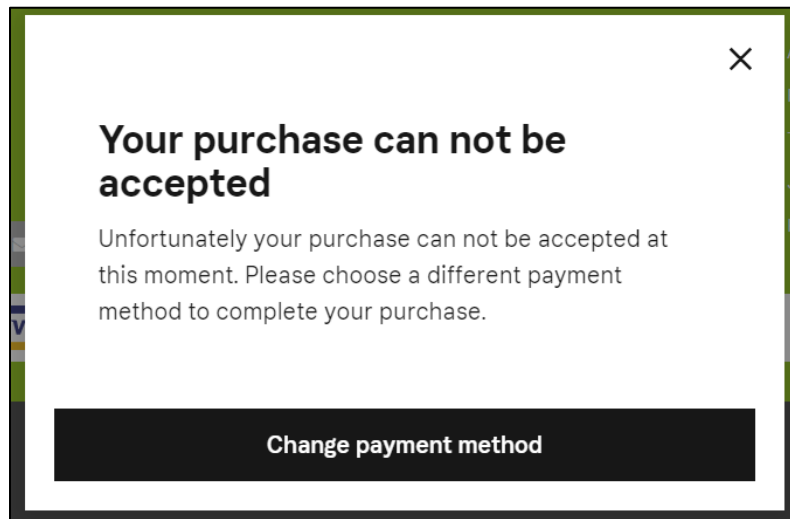 Your purchase can not be
accepted
Unfortunately your purchase can not be accepted at
this moment. Please choose a different payment
method to complete your purchase.
Change payment method